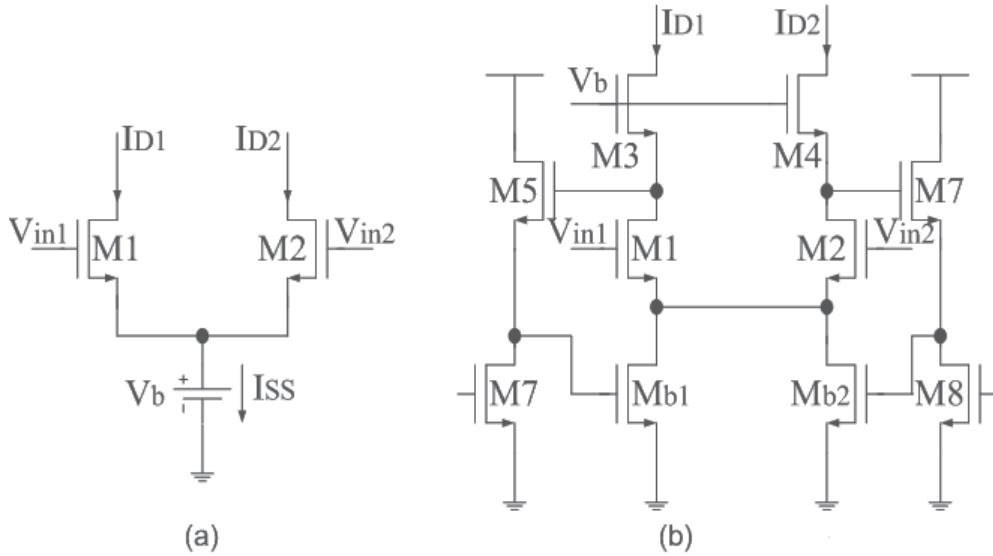 ID1
ID2
Vin1
M1
M2
Vin2
Vb
+
-
ISS
(a)
ID1
ID2
Vb
M3
M4
M5
M7
Vin1
M1
M2
Vin2
M7
Mb1
Mb2
M8
(b)